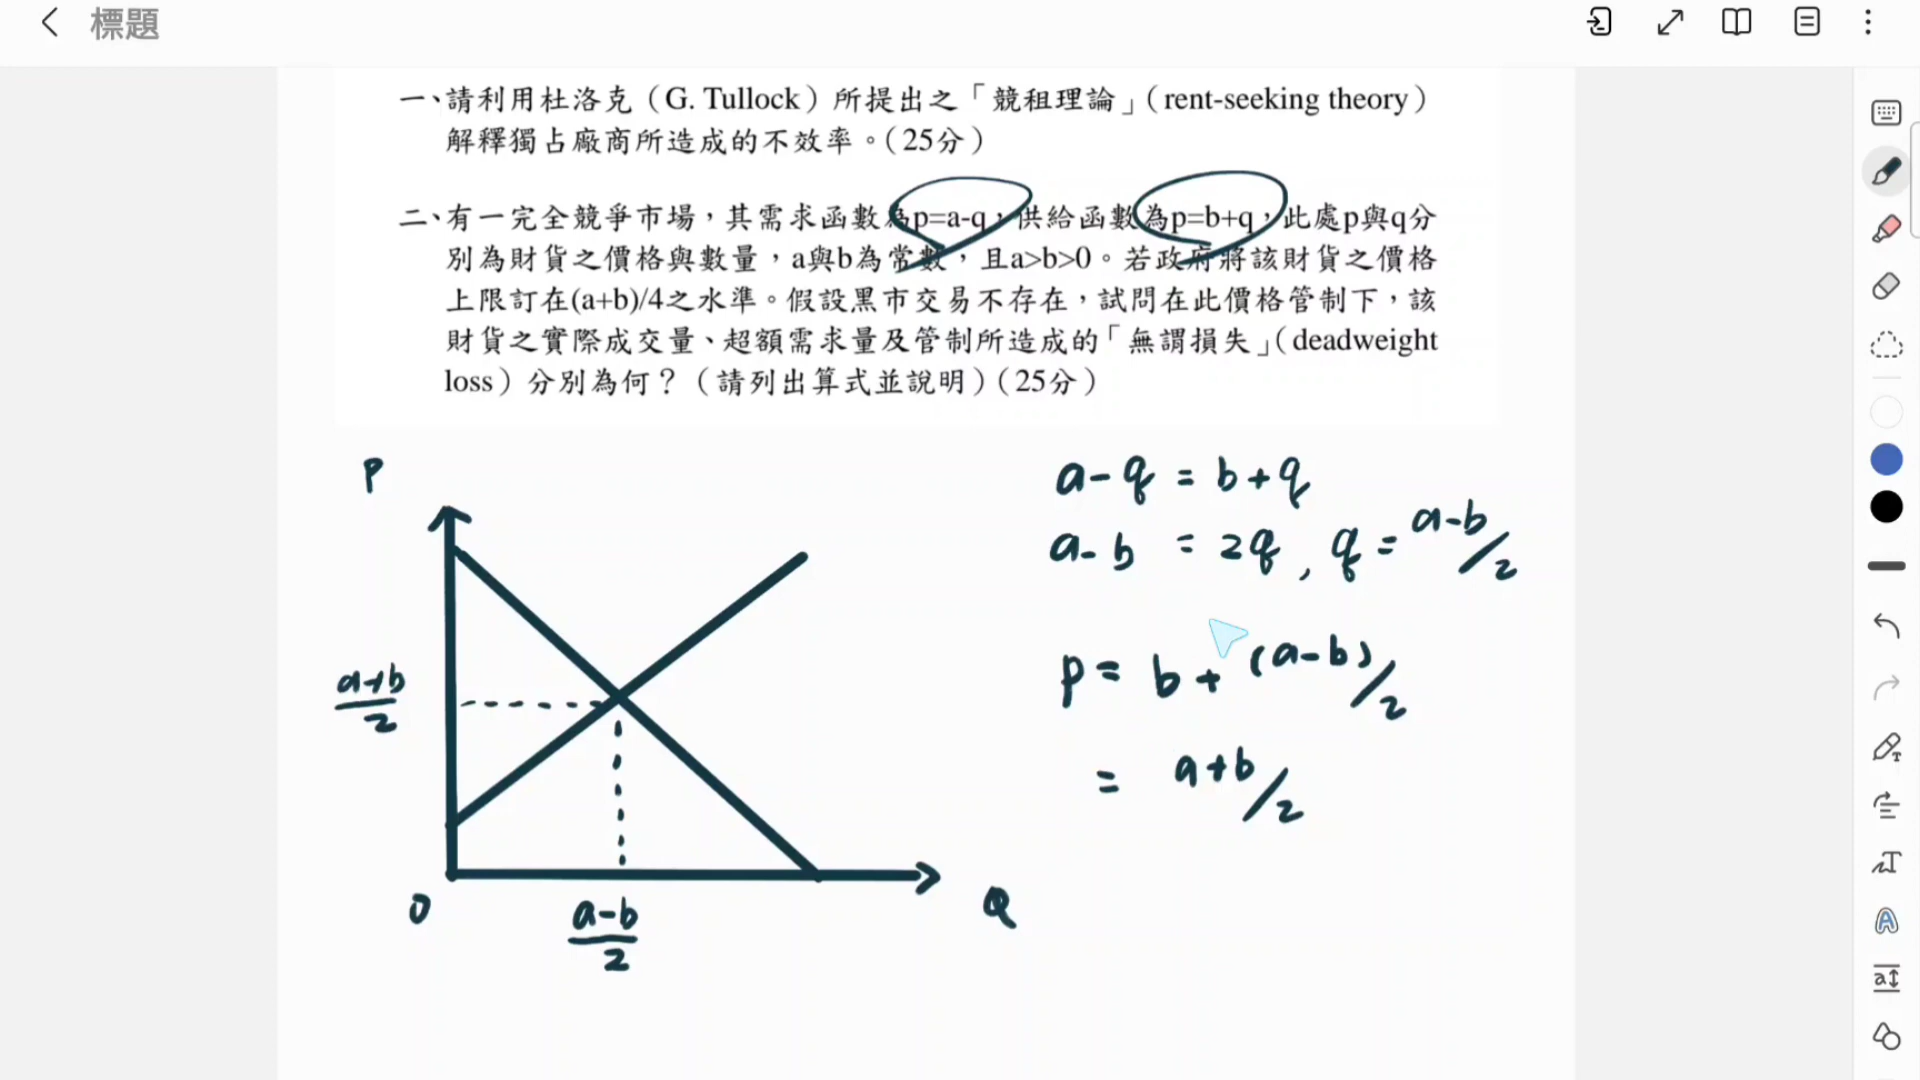 標題
一、請利用杜洛克（G. Tullock）所提出之「競租理論」（rent-seeking theory）
解釋獨占廠商所造成的不效率。（25分）
二、有一完全競爭市場，其需求函數為p=a-q，供給函數為p=b+q，此處p與q分
別為財貨之價格與數量，a與b為常數，且a>b>0。若政府將該財貨之價格
上限訂在(a+b)/4之水準。假設黑市交易不存在，試問在此價格管制下，該
財貨之實際成交量、超額需求量及管制所造成的「無謂損失」（deadweight
loss）分別為何？（請列出算式並說明）（25分）
P
a+b/2
0
a-b/2
Q
a-q = b+q
a-b = 2q, q = a-b/2
p = b + (a-b)/2
= a+b/2